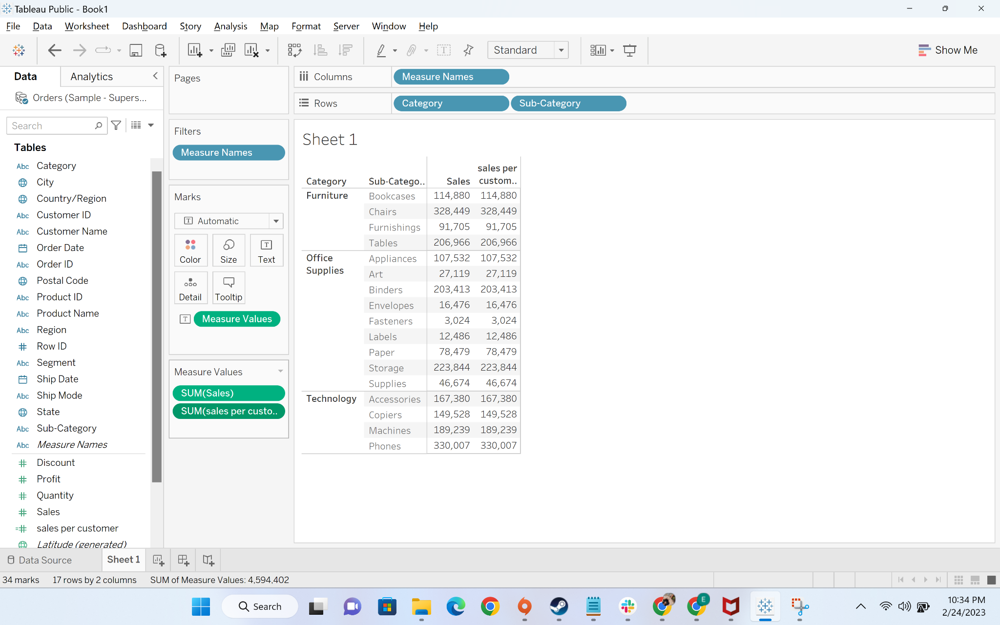 Tableau Public - Book1
File Data Worksheet Dashboard Story Analysis Map Format Server Window Help
Standard
Show Me
Data Analytics
Orders (Sample - Supers...
Search
Tables
Abc Category
City
Country/Region
Abc Customer ID
Abc Customer Name
Order Date
Abc Order ID
Postal Code
Abc Product ID
Abc Product Name
Abc Region
# Row ID
Abc Segment
Ship Date
Abc Ship Mode
State
Abc Sub-Category
Abc Measure Names
# Discount
# Profit
# Quantity
# Sales
=# sales per customer
Latitude (generated)
Pages
Filters
Measure Names
Marks
T Automatic
Color Size T Text
Detail Tooltip
T Measure Values
Measure Values
SUM(Sales)
SUM(sales per custo..
Columns Measure Names
Rows Category Sub-Category
Sheet 1
Category Sub-Catego.. Sales sales per custom..
Furniture Bookcases 114,880 114,880
Chairs 328,449 328,449
Furnishings 91,705 91,705
Tables 206,966 206,966
Office Supplies Appliances 107,532 107,532
Art 27,119 27,119
Binders 203,413 203,413
Envelopes 16,476 16,476
Fasteners 3,024 3,024
Labels 12,486 12,486
Paper 78,479 78,479
Storage 223,844 223,844
Supplies 46,674 46,674
Technology Accessories 167,380 167,380
Copiers 149,528 149,528
Machines 189,239 189,239
Phones 330,007 330,007
Data Source Sheet 1
34 marks 17 rows by 2 columns SUM of Measure Values: 4,594,402
Search
E
10:34 PM
2/24/2023